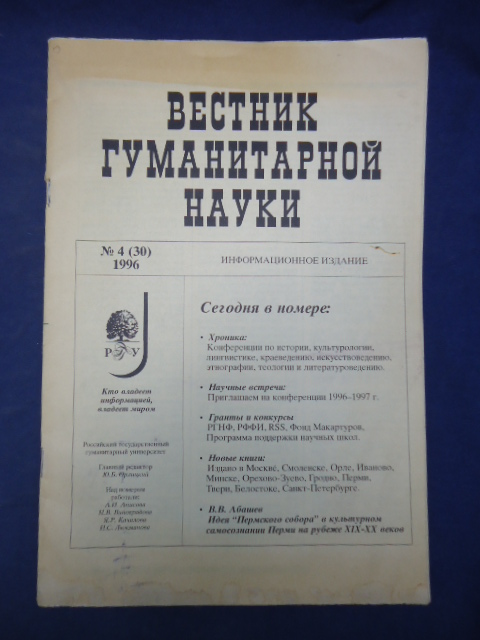 ВЕСТНИК
ГУМАНИТАРНОЙ
НАУКИ
№ 4 (30)
1996
ИНФОРМАЦИОННОЕ ИЗДАНИЕ
Р У
Кто владеет
информацией,
владеет миром
Российский государственный
гуманитарный университет
Главный редактор
Над номером
работали:
Сегодня в номере:
• Хроника:
Конференции по истории, культурологии,
лингвистике, краеведению, искусствоведению,
этнографии, теологии и литературоведению.
• Научные встречи:
Приглашаем на конференции 1996–1997 г.
• Гранты и конкурсы
РГНФ, РФФИ, RSS, Фонд Макартуров,
Программа поддержки научных школ.
• Новые книги:
Издано в Москве, Смоленске, Орле, Иваново,
Минске, Орехово-Зуево, Гродно, Перми,
Твери, Белостоке, Санкт-Петербурге.
• В.В. Абашев
Идея "Пермского собора" в культурном
самосознании Перми на рубеже XIX-XX веков